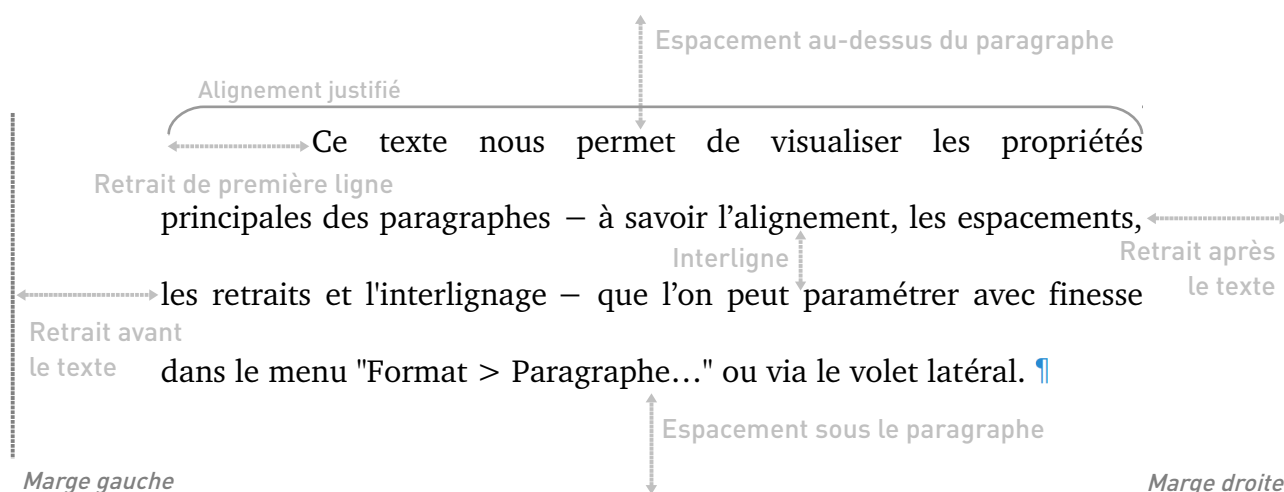 Espacement au-dessus du paragraphe
Alignement justifié
Ce texte nous permet de visualiser les propriétés
Retrait de première ligne
principales des paragraphes – à savoir l’alignement, les espacements,
Interligne
Retrait après
le texte
les retraits et l'interlignage – que l’on peut paramétrer avec finesse
Retrait avant
le texte
dans le menu "Format > Paragraphe…" ou via le volet latéral. ¶
Espacement sous le paragraphe
Marge gauche
Marge droite